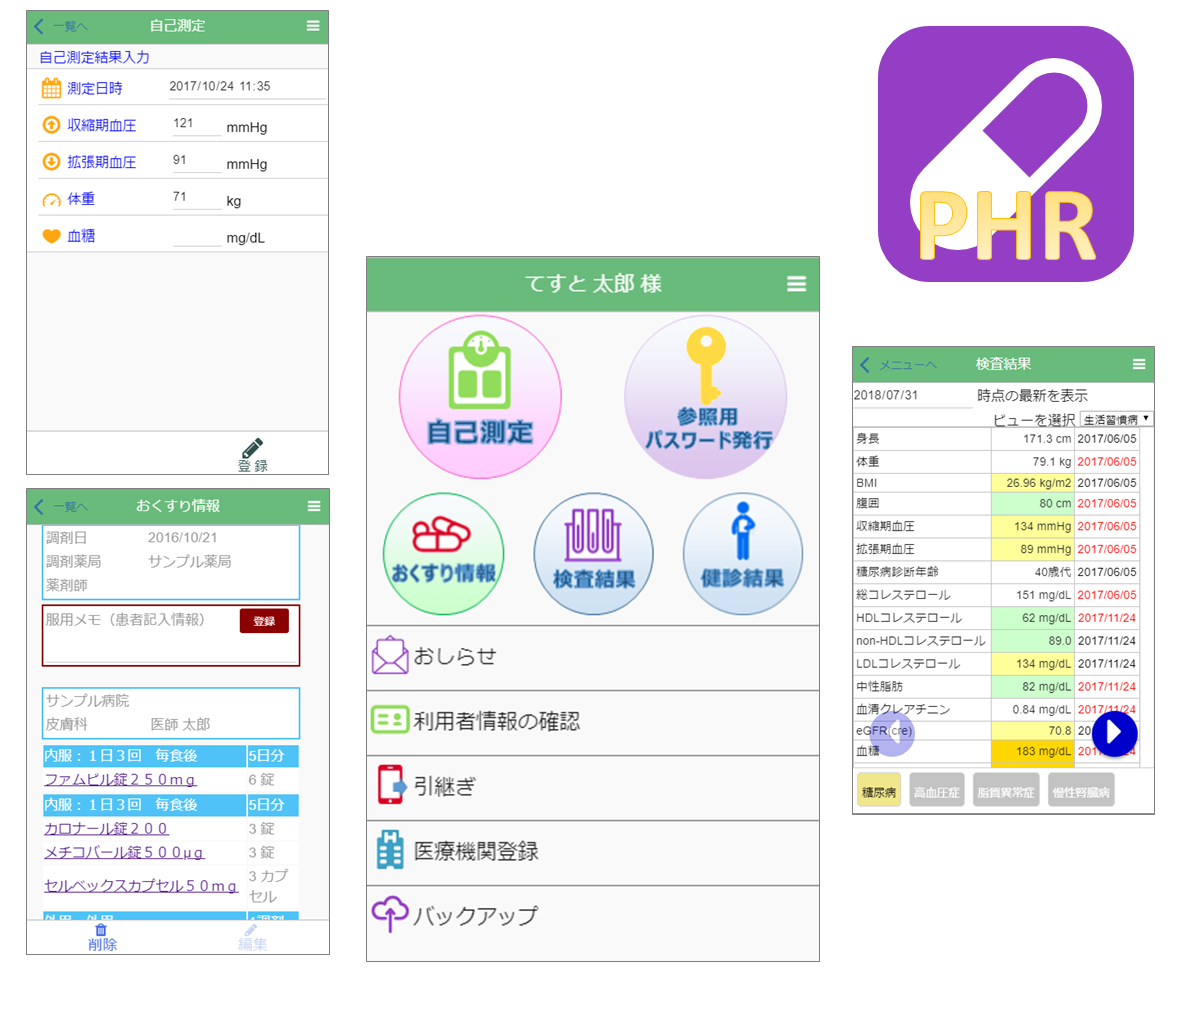 一覧へ 自己測定
自己測定結果入力
測定日時 2017/10/24 11:35
収縮期血圧 121 mmHg
拡張期血圧 91 mmHg
体重 71 kg
血糖 mg/dL
登録
一覧へ おくすり情報
調剤日 2016/10/21
調剤薬局 サンプル薬局
薬剤師
服用メモ（患者記入情報） 登録
サンプル病院
皮膚科 医師 太郎
内服：１日３回 毎食後 5日分
ファムビル錠２５０ｍｇ 6 錠
内服：１日３回 毎食後 5日分
カロナール錠２００ 3 錠
メチコバール錠５００μｇ 3 錠
セルベックスカプセル５０ｍｇ 3 カプ
セル
削除 編集
てすと 太郎 様
自己測定
参照用
パスワード発行
おくすり情報
検査結果
健診結果
おしらせ
利用者情報の確認
引継ぎ
医療機関登録
バックアップ
PHR
メニューへ 検査結果
2018/07/31 時点の最新を表示
ビューを選択 生活習慣病
身長 171.3 cm 2017/06/05
体重 79.1 kg 2017/06/05
BMI 26.96 kg/m2 2017/06/05
腹囲 80 cm 2017/06/05
収縮期血圧 134 mmHg 2017/06/05
拡張期血圧 89 mmHg 2017/06/05
糖尿病診断年齢 40歳代 2017/06/05
総コレステロール 151 mg/dL 2017/06/05
HDLコレステロール 62 mg/dL 2017/11/24
non-HDLコレステロール 89.0 2017/11/24
LDLコレステロール 134 mg/dL 2017/11/24
中性脂肪 82 mg/dL 2017/11/24
血清クレアチニン 0.84 mg/dL 2017/11/24
eGFR(cre) 70.8 20
血糖 183 mg/dL
糖尿病 高血圧症 脂質異常症 慢性腎臓病